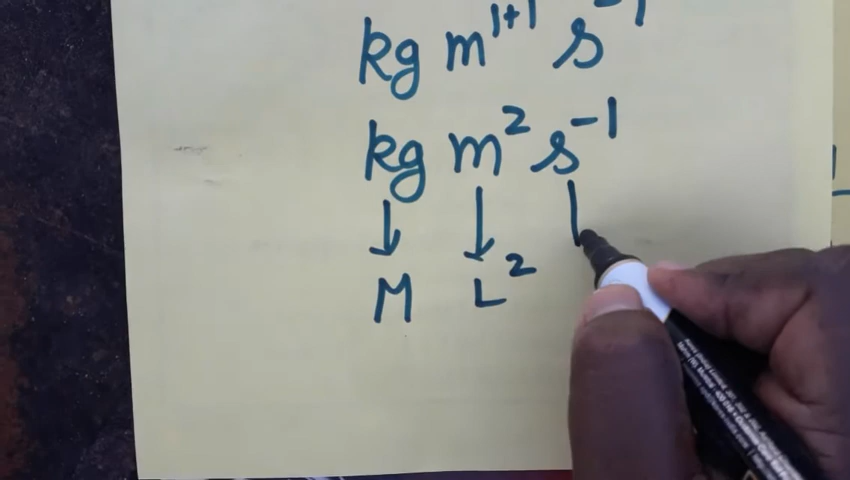 kg m¹⁺¹ s⁻¹
kg m² s⁻¹
↓ ↓
M L²